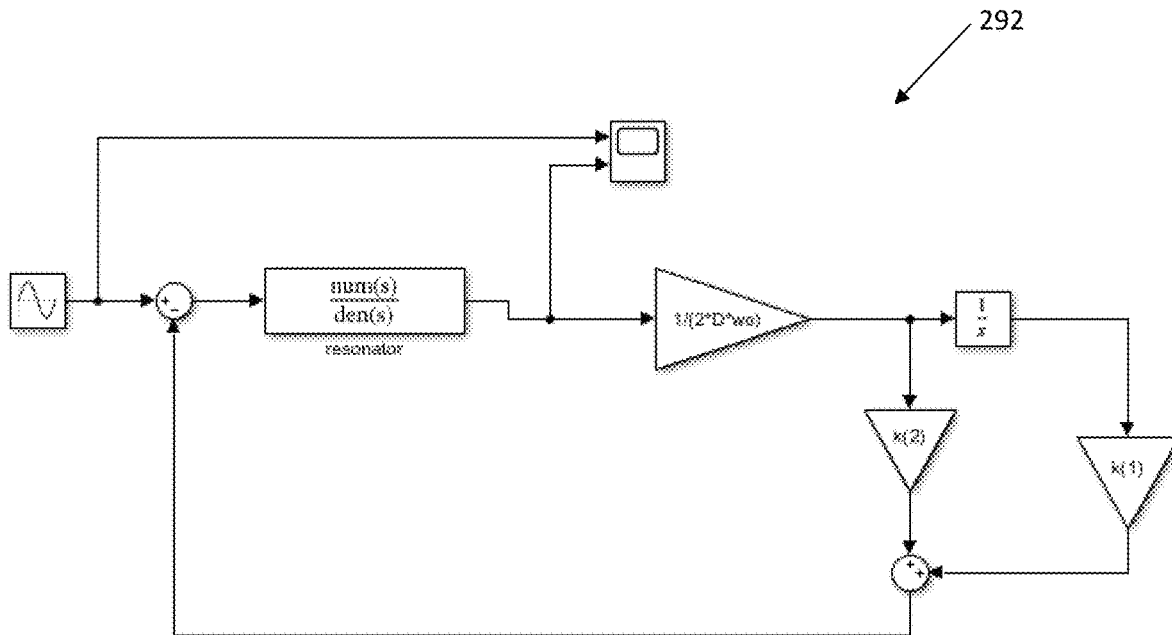 292
+
−
num(s)
den(s)
resonator
1/(2*D*wo)
1
s
k(2)
k(1)
+
+